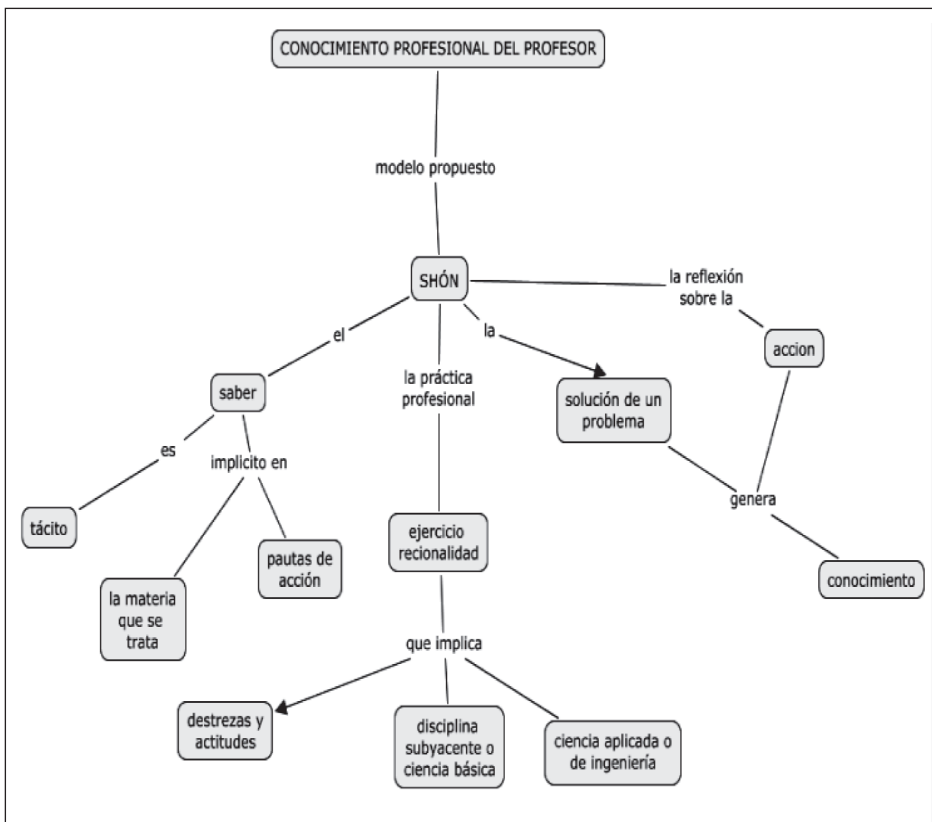 CONOCIMIENTO PROFESIONAL DEL PROFESOR
modelo propuesto
SHÓN
la reflexión
sobre la
accion
el
la
la práctica
profesional
saber
solución de un
problema
es
implicito en
genera
tácito
pautas de
acción
ejercicio
recionalidad
conocimiento
la materia
que se
trata
que implica
destrezas y
actitudes
disciplina
subyacente o
ciencia básica
ciencia aplicada o
de ingeniería